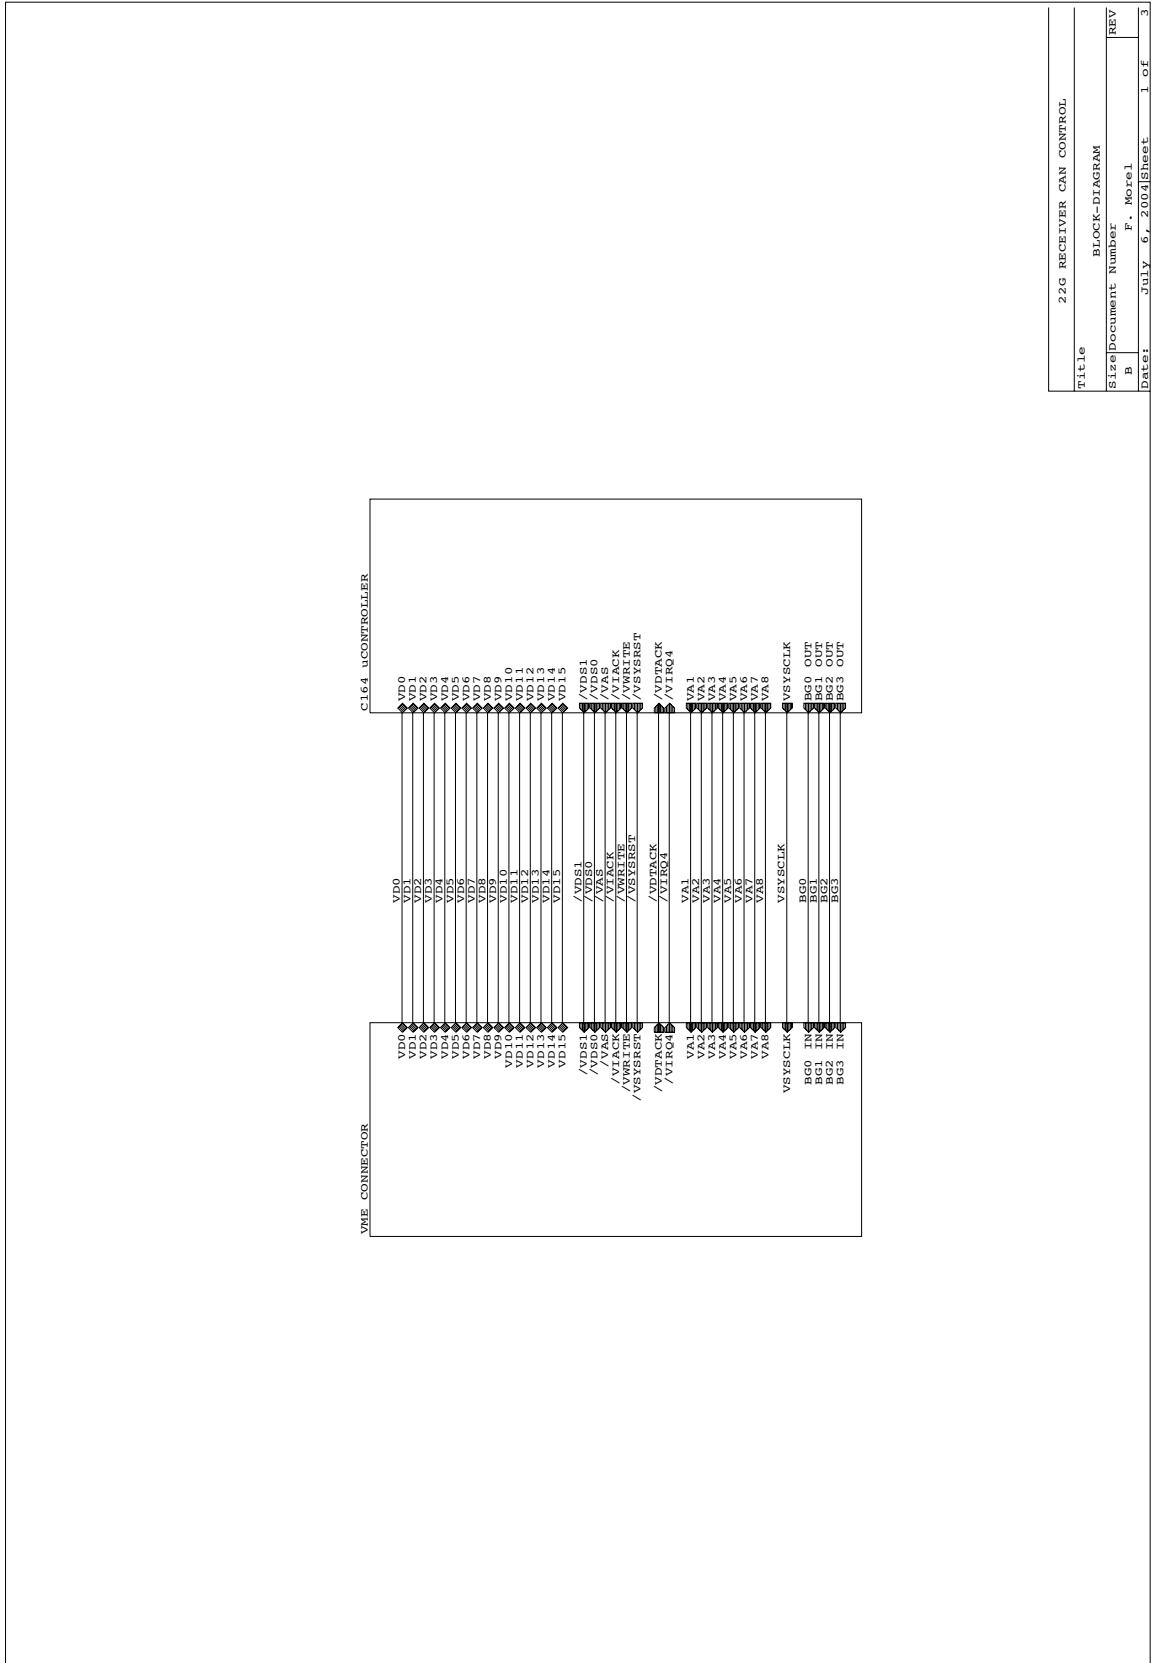 VME CONNECTOR
VD0
VD1
VD2
VD3
VD4
VD5
VD6
VD7
VD8
VD9
VD10
VD11
VD12
VD13
VD14
VD15
/VDS1
/VDS0
/VAS
/VIACK
/VWRITE
/VSYSRST
/VDTACK
/VIRQ4
VA1
VA2
VA3
VA4
VA5
VA6
VA7
VA8
VSYSCLK
BG0 IN
BG1 IN
BG2 IN
BG3 IN
VD0
VD1
VD2
VD3
VD4
VD5
VD6
VD7
VD8
VD9
VD10
VD11
VD12
VD13
VD14
VD15
/VDS1
/VDS0
/VAS
/VIACK
/VWRITE
/VSYSRST
/VDTACK
/VIRQ4
VA1
VA2
VA3
VA4
VA5
VA6
VA7
VA8
VSYSCLK
BG0
BG1
BG2
BG3
C164 uCONTROLLER
VD0
VD1
VD2
VD3
VD4
VD5
VD6
VD7
VD8
VD9
VD10
VD11
VD12
VD13
VD14
VD15
/VDS1
/VDS0
/VAS
/VIACK
/VWRITE
/VSYSRST
/VDTACK
/VIRQ4
VA1
VA2
VA3
VA4
VA5
VA6
VA7
VA8
VSYSCLK
BG0 OUT
BG1 OUT
BG2 OUT
BG3 OUT
22G RECEIVER CAN CONTROL
Title
BLOCK-DIAGRAM
Size Document Number REV
B F. Morel
Date: July 6, 2004 Sheet 1 of 3